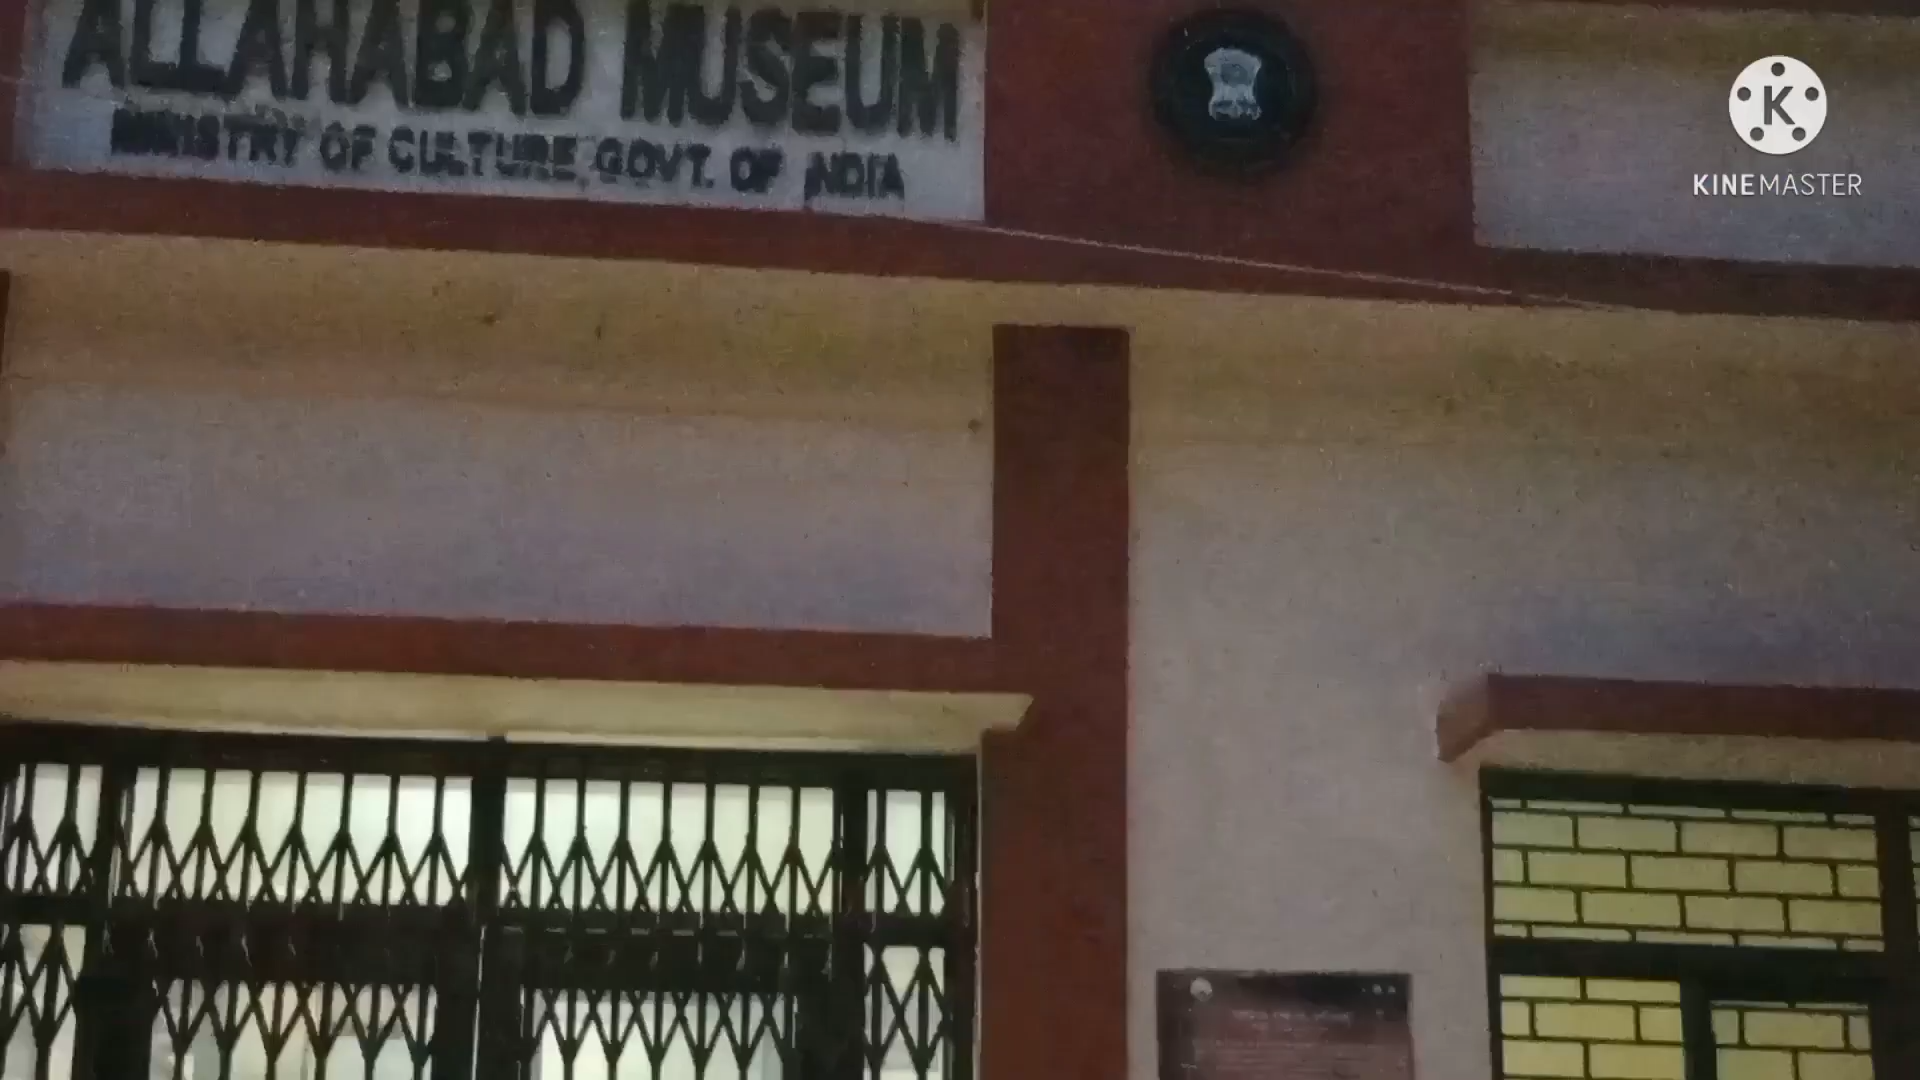 ALLAHABAD MUSEUM
MINISTRY OF CULTURE, GOVT. OF INDIA
KINEMASTER